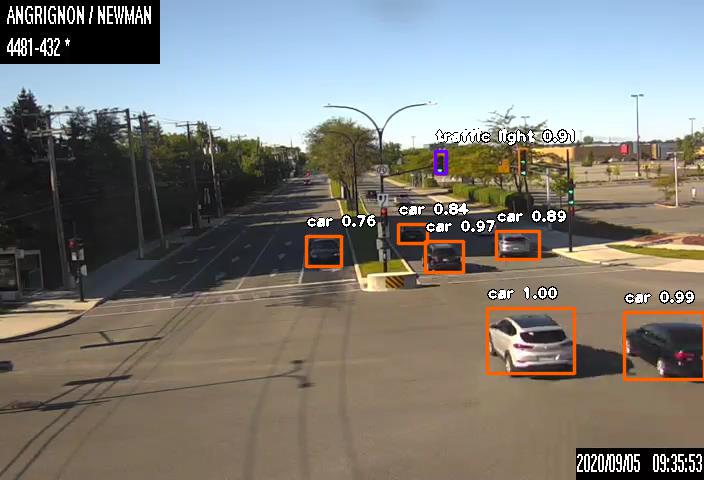 ANGRIGNON / NEWMAN
4481-432 *
traffic light 0.91
car 0.76
car 0.84
car 0.97
car 0.89
car 1.00
car 0.99
2020/09/05 09:35:53